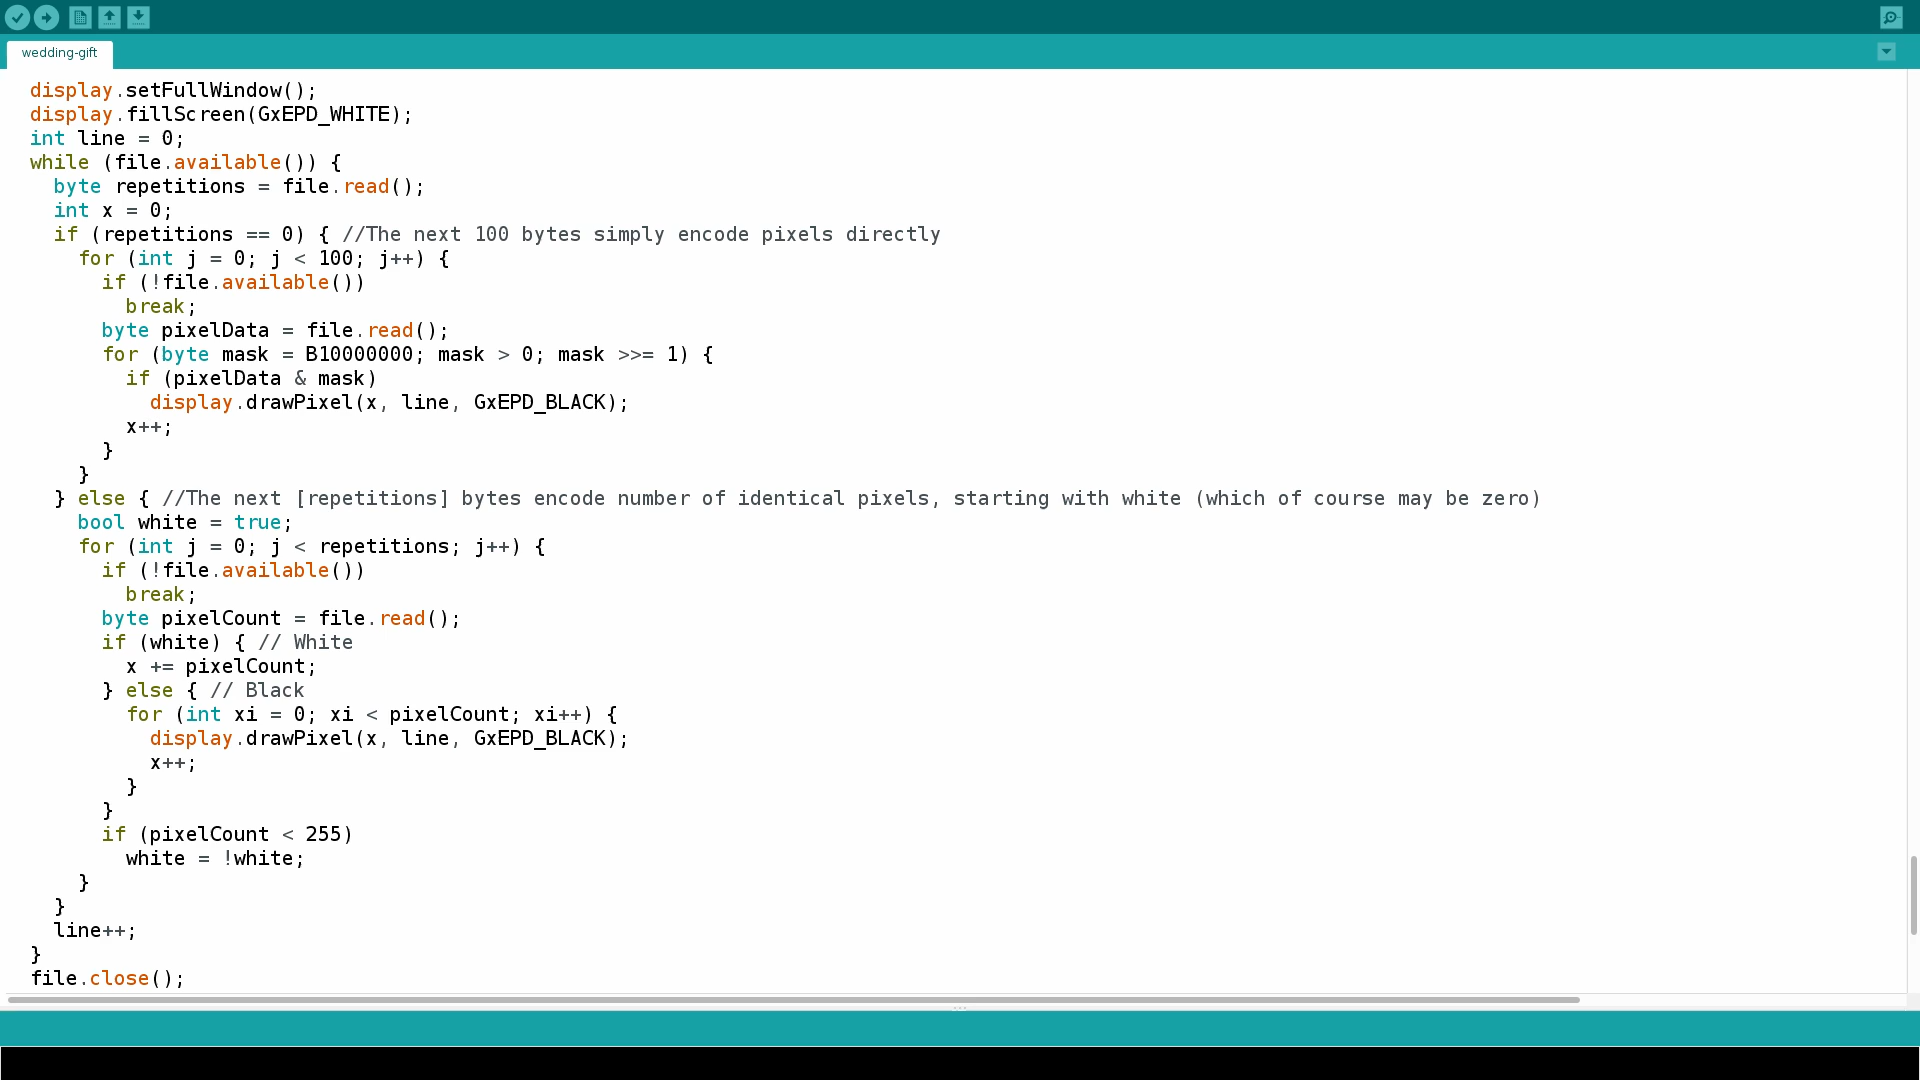 wedding-gift
display.setFullWindow();
display.fillScreen(GxEPD_WHITE);
int line = 0;
while (file.available()) {
  byte repetitions = file.read();
  int x = 0;
  if (repetitions == 0) { //The next 100 bytes simply encode pixels directly
    for (int j = 0; j < 100; j++) {
      if (!file.available())
        break;
      byte pixelData = file.read();
      for (byte mask = B10000000; mask > 0; mask >>= 1) {
        if (pixelData & mask)
          display.drawPixel(x, line, GxEPD_BLACK);
        x++;
      }
    }
  } else { //The next [repetitions] bytes encode number of identical pixels, starting with white (which of course may be zero)
    bool white = true;
    for (int j = 0; j < repetitions; j++) {
      if (!file.available())
        break;
      byte pixelCount = file.read();
      if (white) { // White
        x += pixelCount;
      } else { // Black
        for (int xi = 0; xi < pixelCount; xi++) {
          display.drawPixel(x, line, GxEPD_BLACK);
          x++;
        }
      }
      if (pixelCount < 255)
        white = !white;
    }
  }
  line++;
}
file.close();